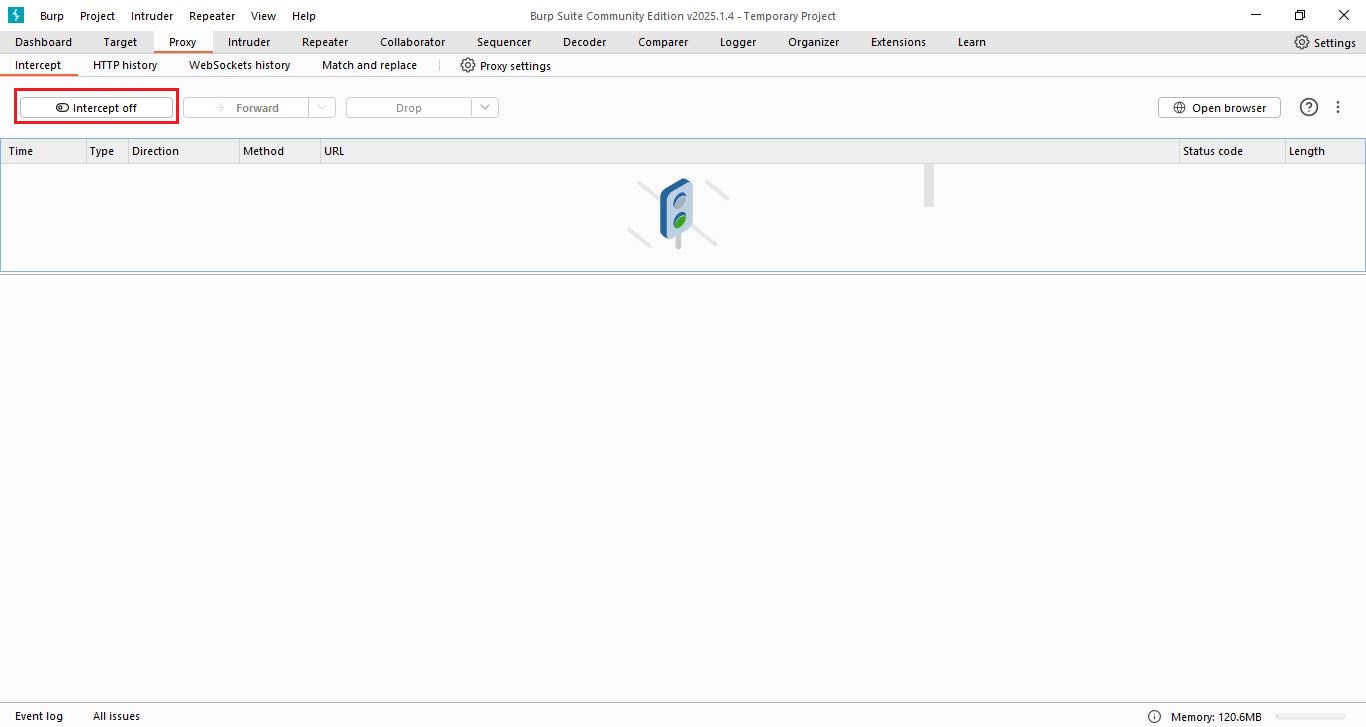 Burp Project Intruder Repeater View Help Burp Suite Community Edition v2025.1.4 - Temporary Project
Dashboard Target Proxy Intruder Repeater Collaborator Sequencer Decoder Comparer Logger Organizer Extensions Learn Settings
Intercept HTTP history WebSockets history Match and replace Proxy settings
Intercept off Forward Drop Open browser
Time Type Direction Method URL Status code Length
Event log All issues Memory: 120.6MB